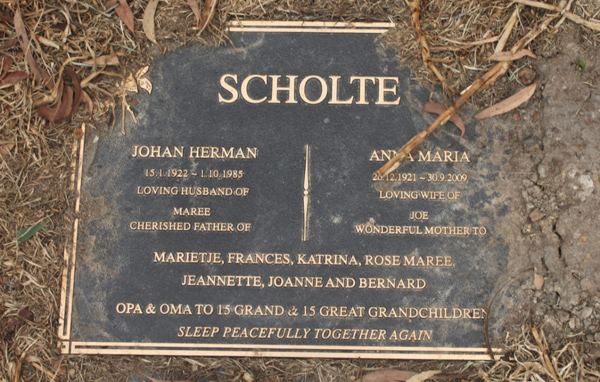 SCHOLTE
JOHAN HERMAN
15.1.1922 ~ 1.10.1985
LOVING HUSBAND OF
MAREE
CHERISHED FATHER OF
ANNA MARIA
26.12.1921 ~ 30.9.2009
LOVING WIFE OF
JOE
WONDERFUL MOTHER TO
MARIETJE, FRANCES, KATRINA, ROSE MAREE,
JEANNETTE, JOANNE AND BERNARD
OPA & OMA TO 15 GRAND & 15 GREAT GRANDCHILDREN
SLEEP PEACEFULLY TOGETHER AGAIN